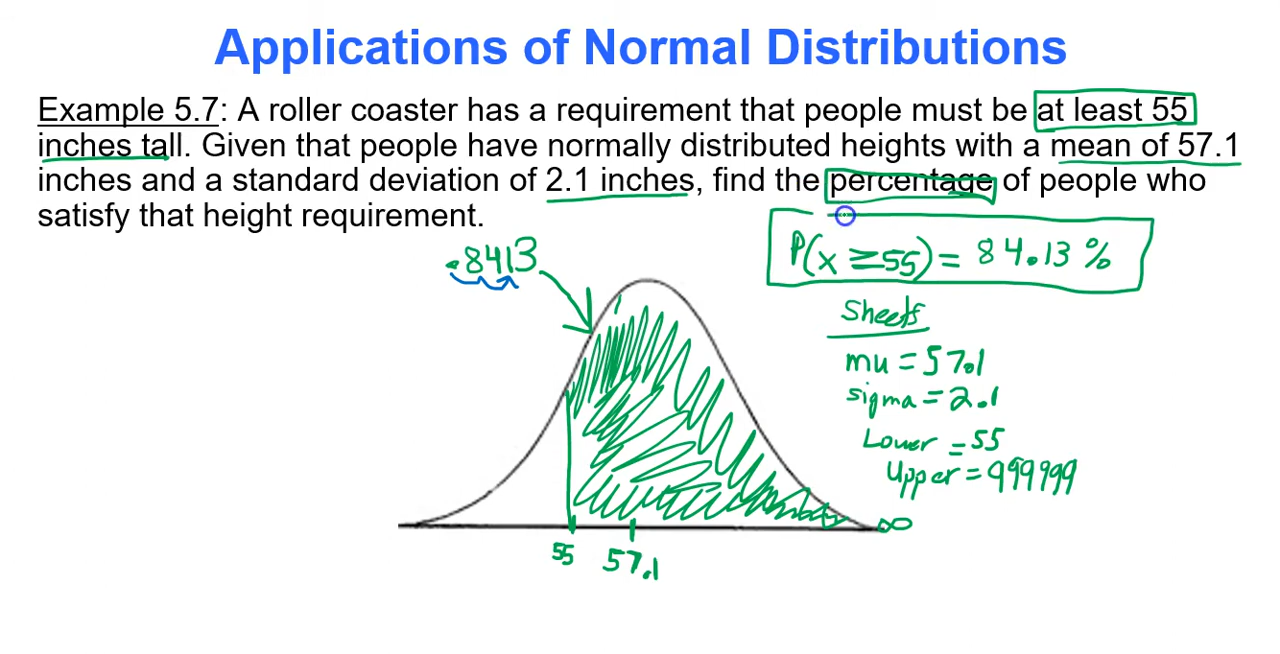 Applications of Normal Distributions
Example 5.7: A roller coaster has a requirement that people must be at least 55
inches tall. Given that people have normally distributed heights with a mean of 57.1
inches and a standard deviation of 2.1 inches, find the percentage of people who
satisfy that height requirement.
P(x ≥ 55) = 84.13 %
.8413
Sheets
mu = 57.1
sigma = 2.1
Lower = 55
Upper = 999999
∞
55 57.1